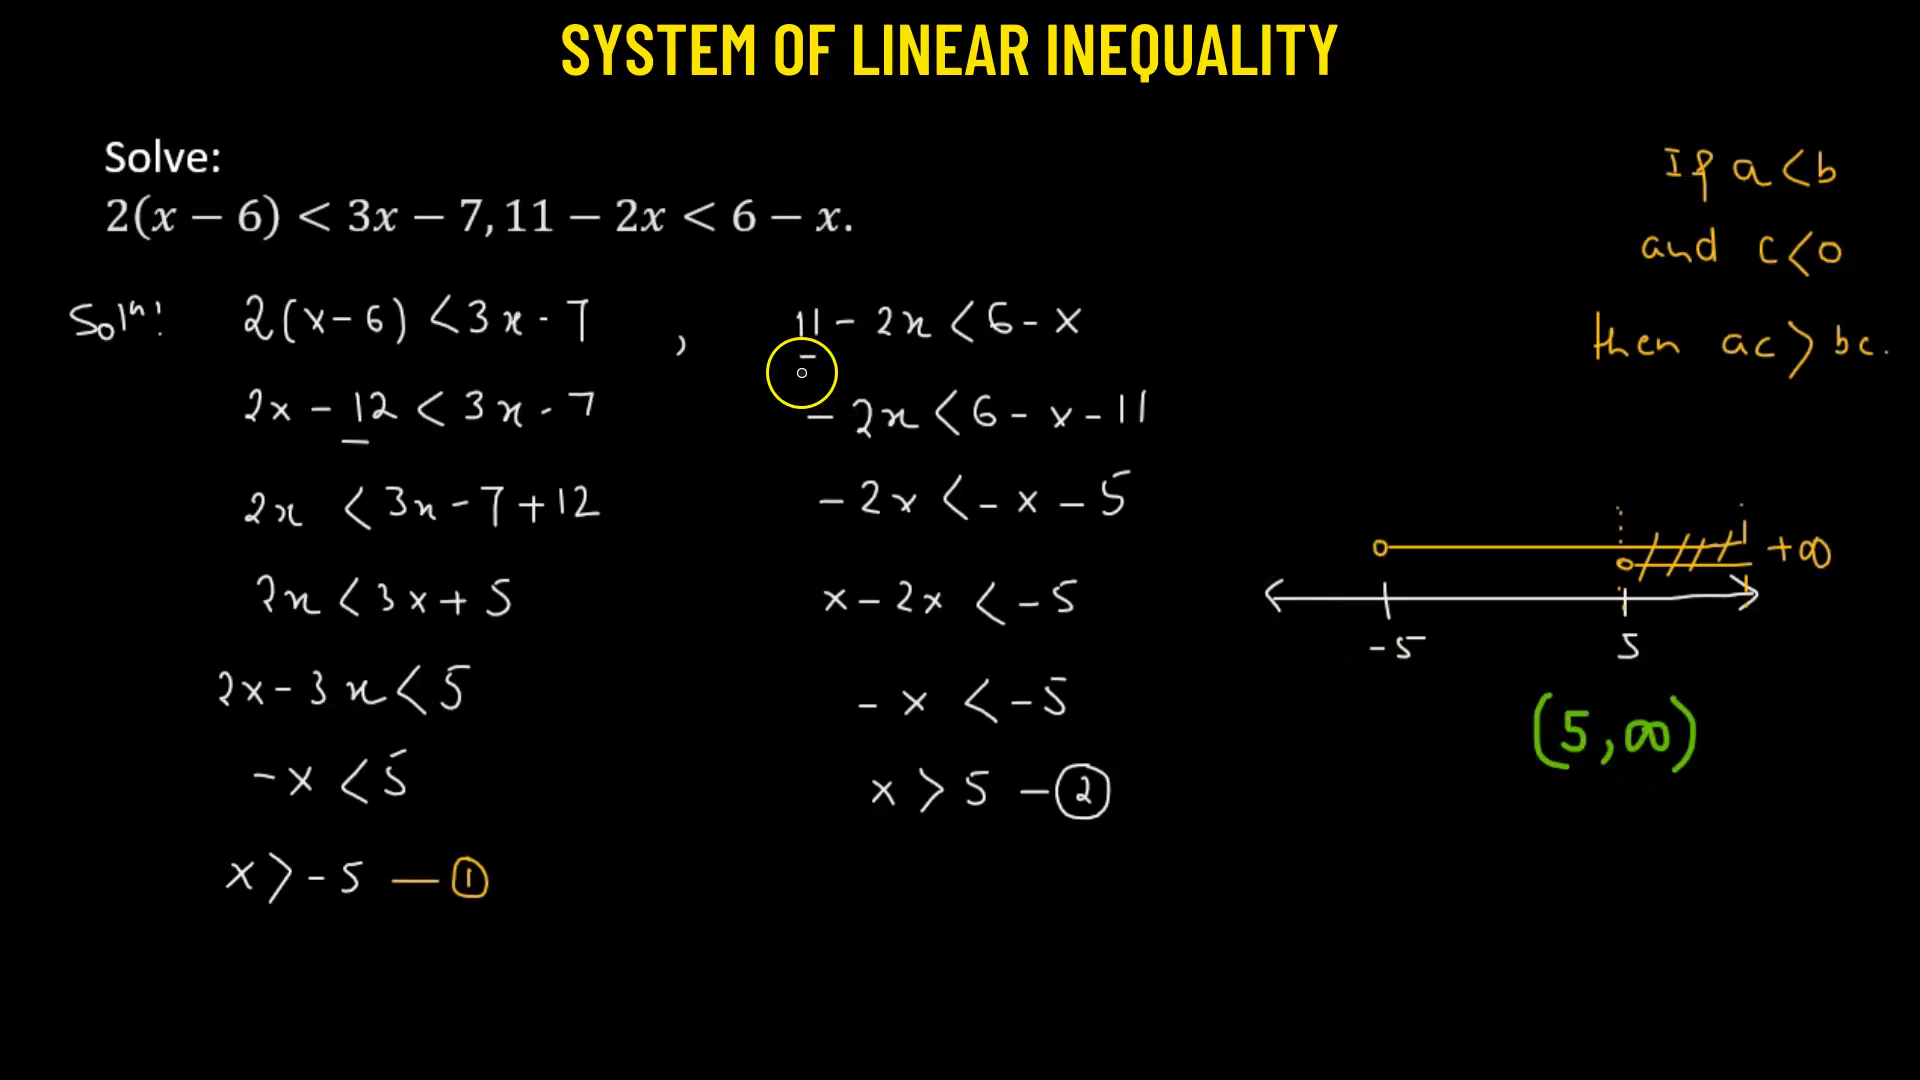 SYSTEM OF LINEAR INEQUALITY
Solve:
2(x − 6) < 3x − 7, 11 − 2x < 6 − x.
Soln:
2(x-6) < 3x - 7
2x - 12 < 3x - 7
2x < 3x - 7 + 12
2x < 3x + 5
2x - 3x < 5
-x < 5
x > -5 — ①
,
11 - 2x < 6 - x
- 2x < 6 - x - 11
- 2x < - x - 5
x - 2x < - 5
- x < - 5
x > 5 — ②
If a < b
and c < 0
then ac > bc.
+∞
-5 5
(5, ∞)